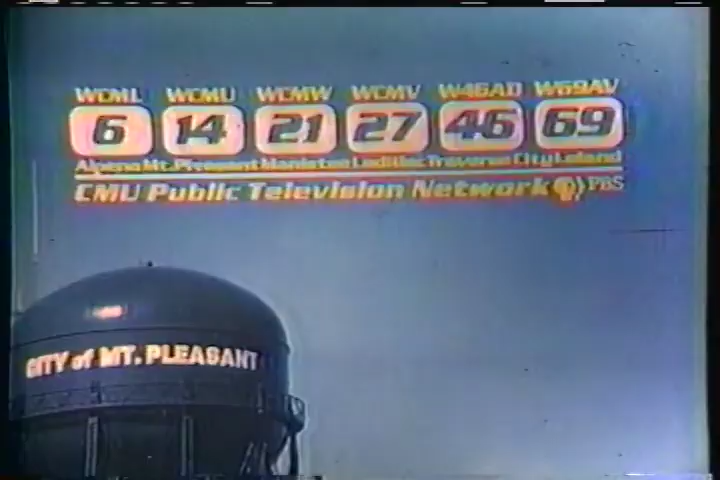 WCML WCMU WCMW WCMV W46AD W69AV
6 14 21 27 46 69
Alpena Mt. Pleasant Manistee Cadillac Traverse City Leland
CMU Public Television Network PBS
CITY of MT. PLEASANT